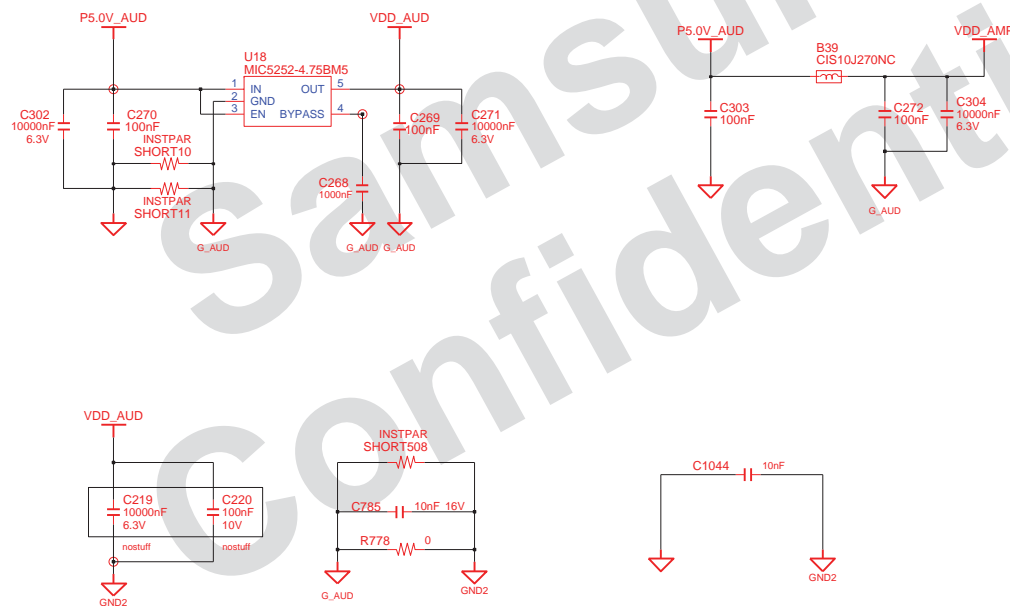 P5.0V_AUD
VDD_AUD
P5.0V_AUD
VDD_AMP
U18
MIC5252-4.75BM5
B39
CIS10J270NC
1
IN
OUT
5
2
GND
3
EN
BYPASS
4
C302
10000nF
6.3V
C270
100nF
INSTPAR
SHORT10
INSTPAR
SHORT11
G_AUD
C268
1000nF
G_AUD
C269
100nF
C271
10000nF
6.3V
G_AUD
C303
100nF
C272
100nF
C304
10000nF
6.3V
G_AUD
Samsu
Confidenti
VDD_AUD
C219
10000nF
6.3V
nostuff
C220
100nF
10V
nostuff
GND2
INSTPAR
SHORT508
C785
10nF 16V
R778
0
G_AUD
GND2
C1044
10nF
GND2